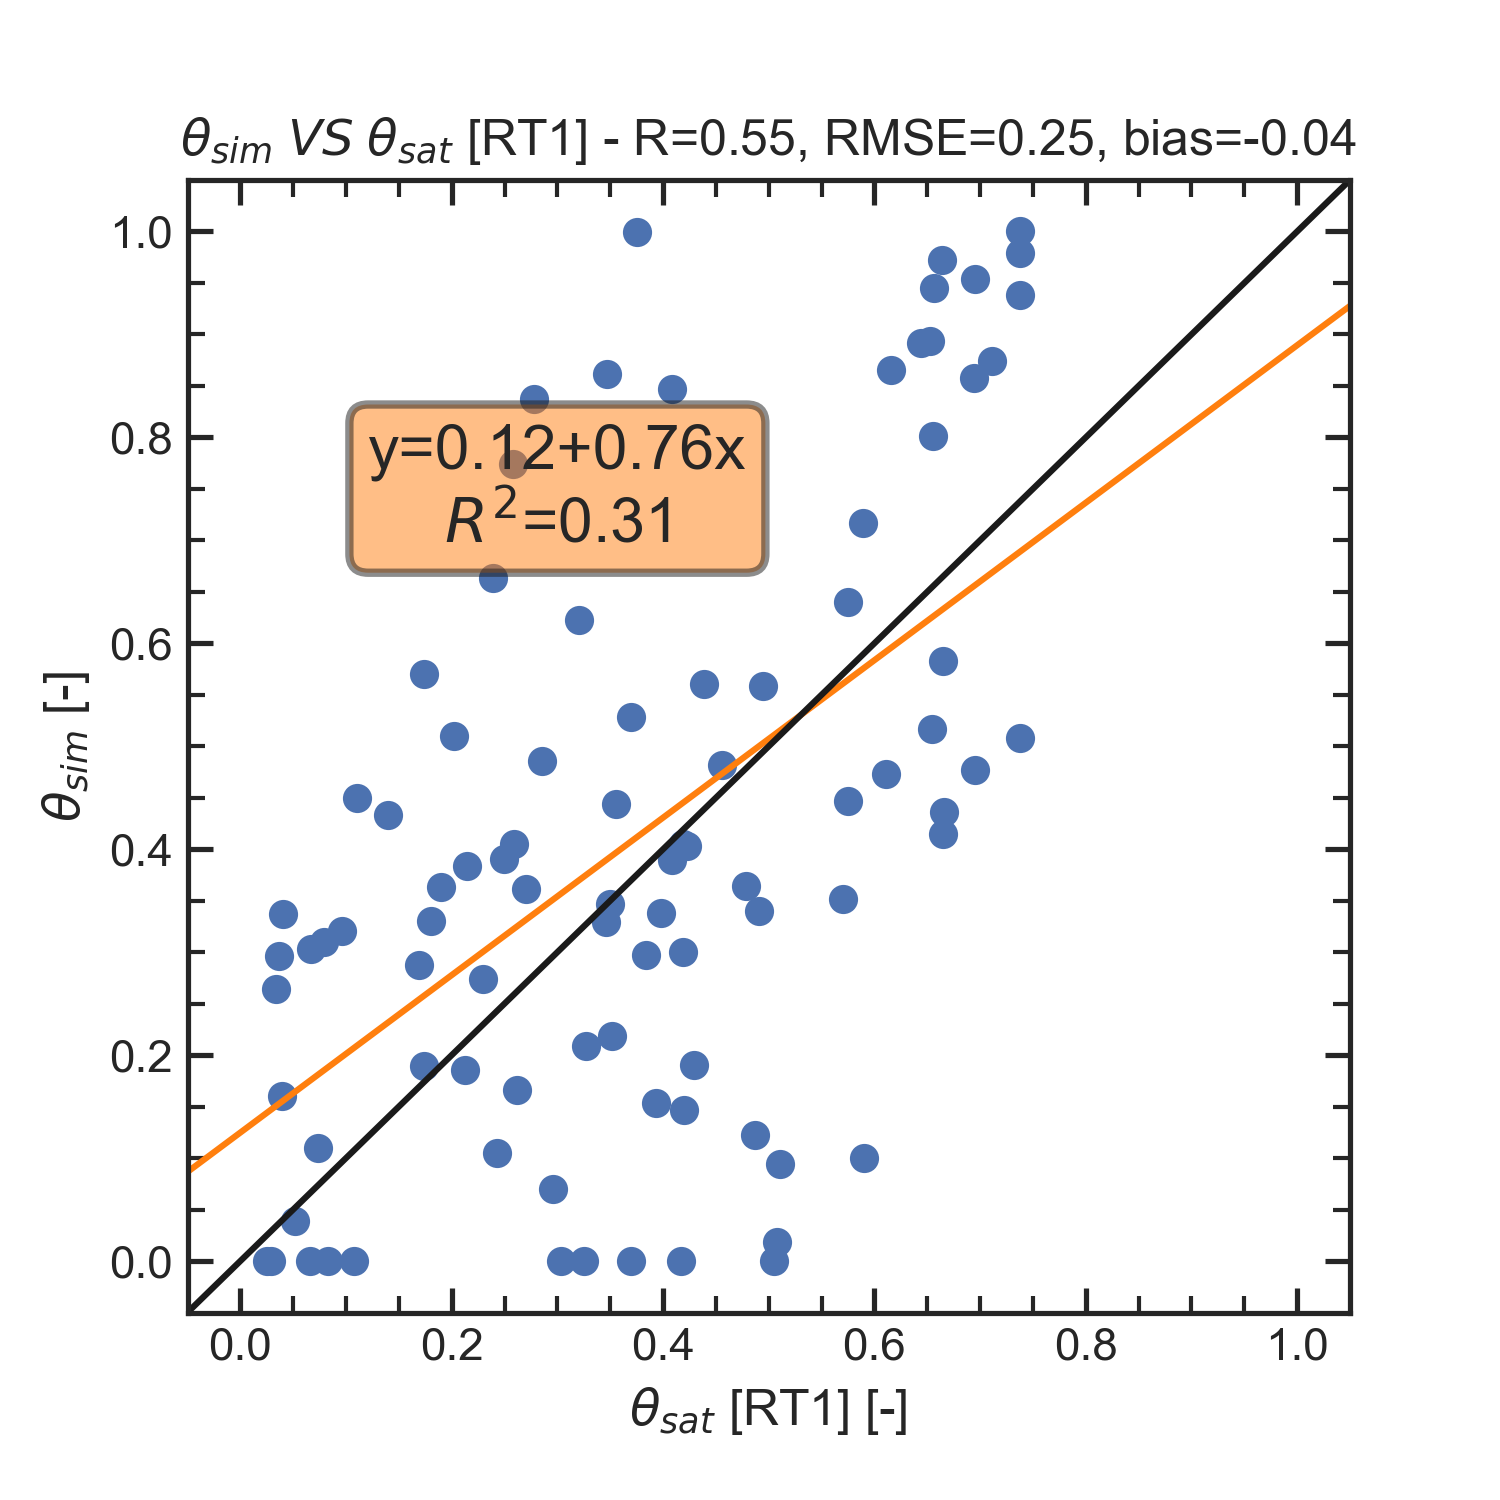 θsim VS θsat [RT1] - R=0.55, RMSE=0.25, bias=-0.04
1.0
0.8
0.6
0.4
0.2
0.0
θsim [-]
y=0.12+0.76x
R²=0.31
0.0 0.2 0.4 0.6 0.8 1.0
θsat [RT1] [-]